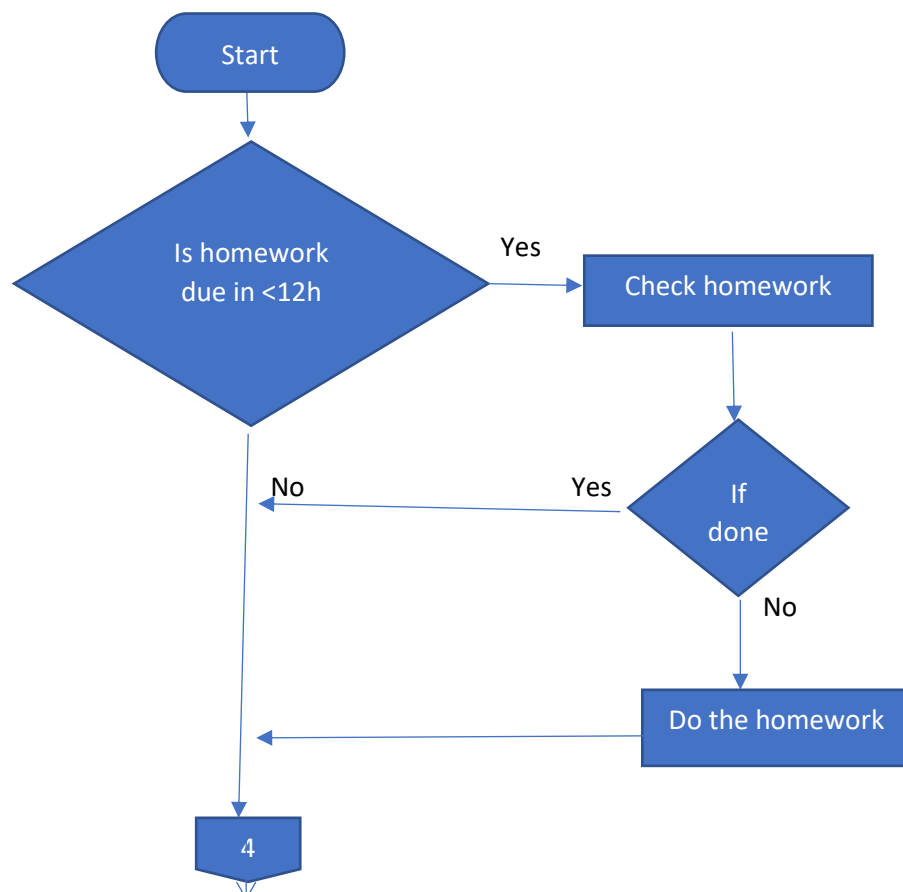 Start
Is homework
due in <12h
Yes
Check homework
No
Yes
If
done
No
Do the homework
4